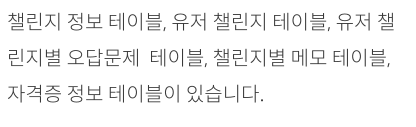 챌린지 정보 테이블, 유저 챌린지 테이블, 유저 챌
린지별 오답문제  테이블, 챌린지별 메모 테이블,
자격증 정보 테이블이 있습니다.